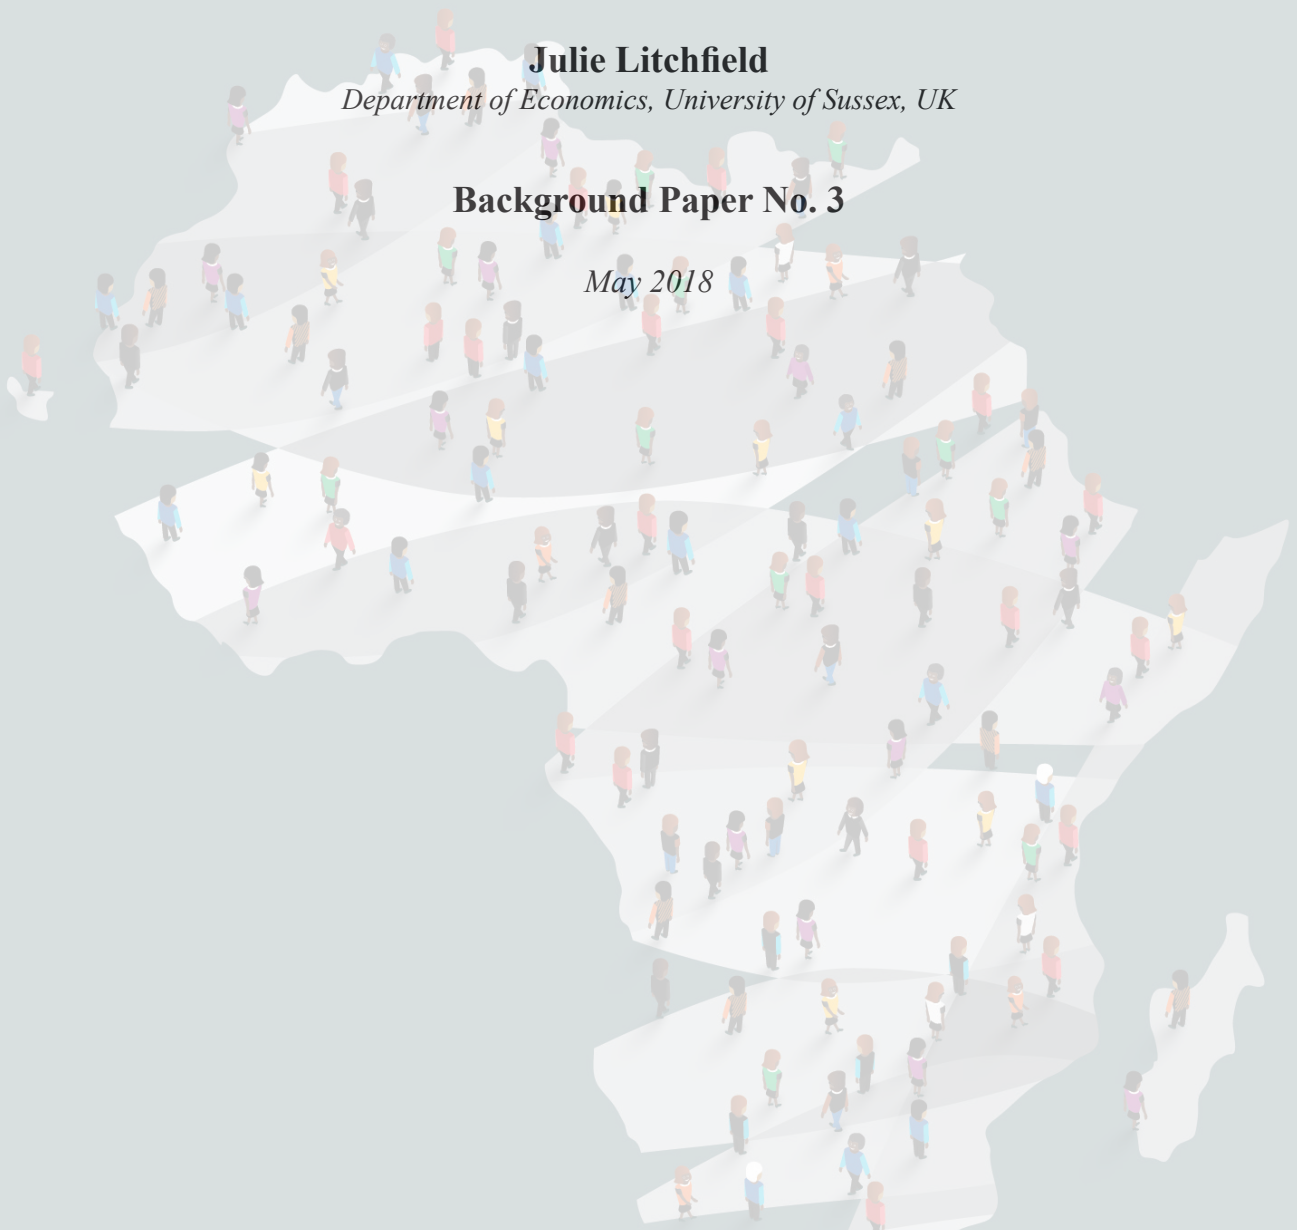 Julie Litchfield
Department of Economics, University of Sussex, UK
Background Paper No. 3
May 2018